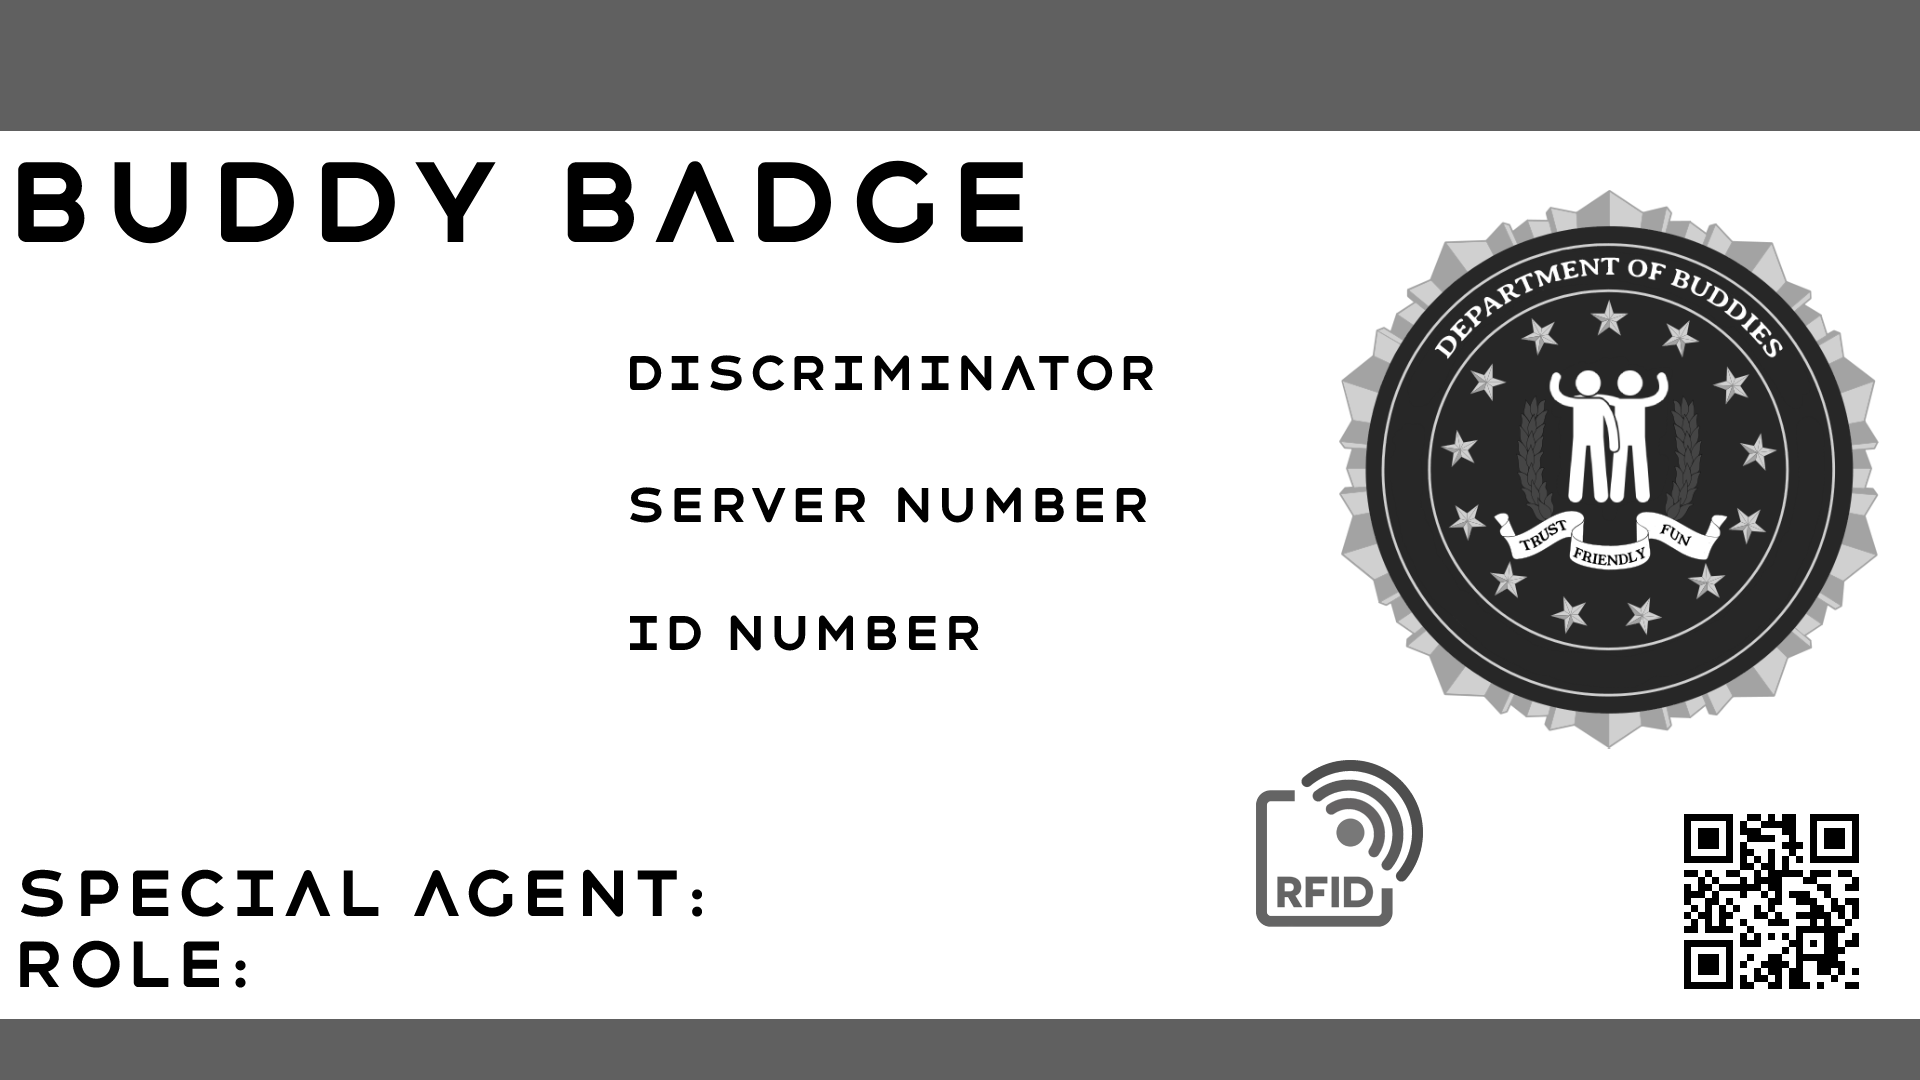 BUDDY BADGE
DEPARTMENT OF BUDDIES
DISCRIMINATOR
SERVER NUMBER
TRUST FRIENDLY FUN
ID NUMBER
RFID
SPECIAL AGENT:
ROLE: